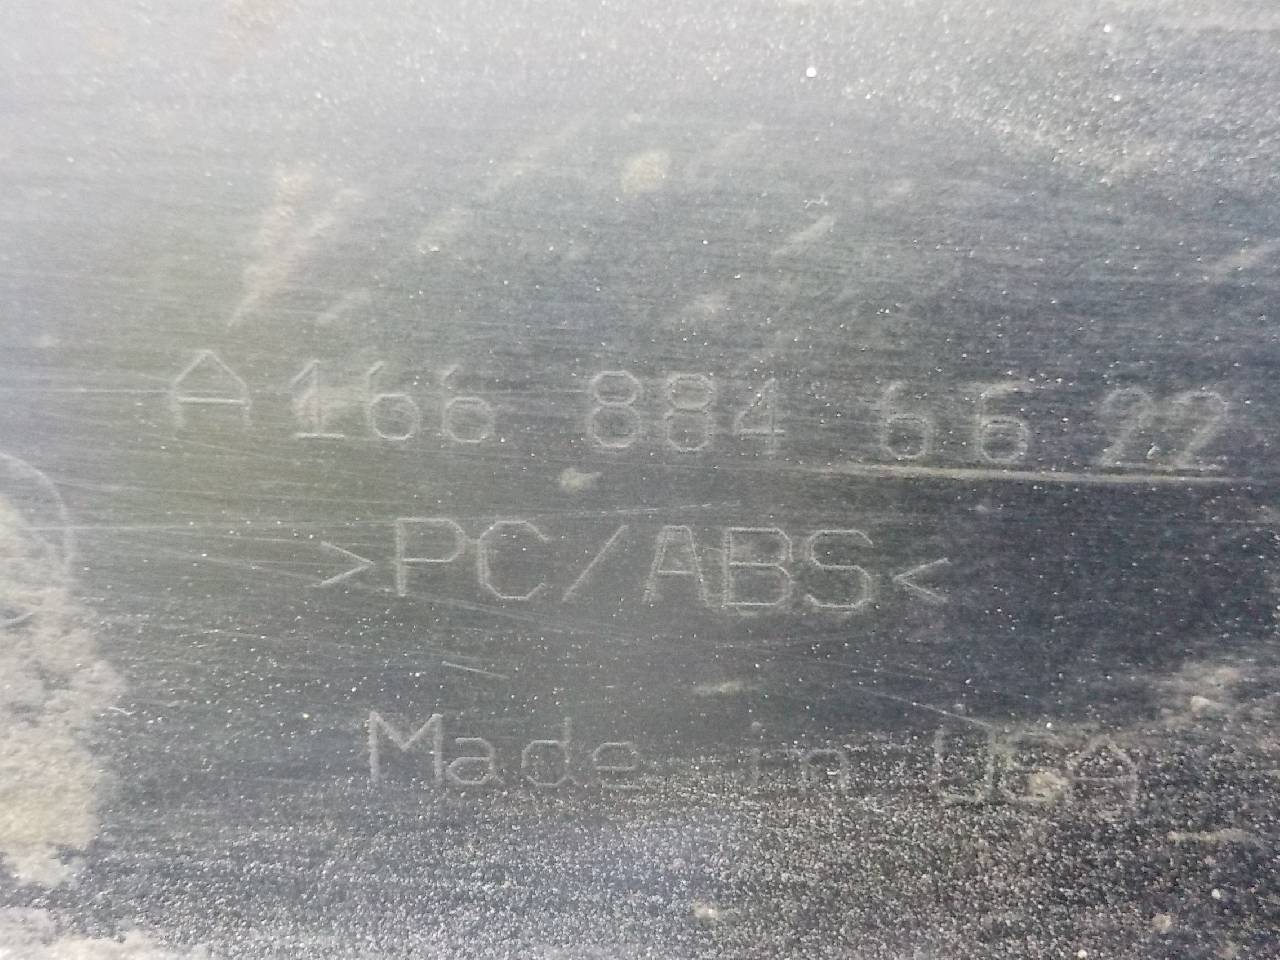 A 166 884 66 22
>PC/ABS<
Made in USA